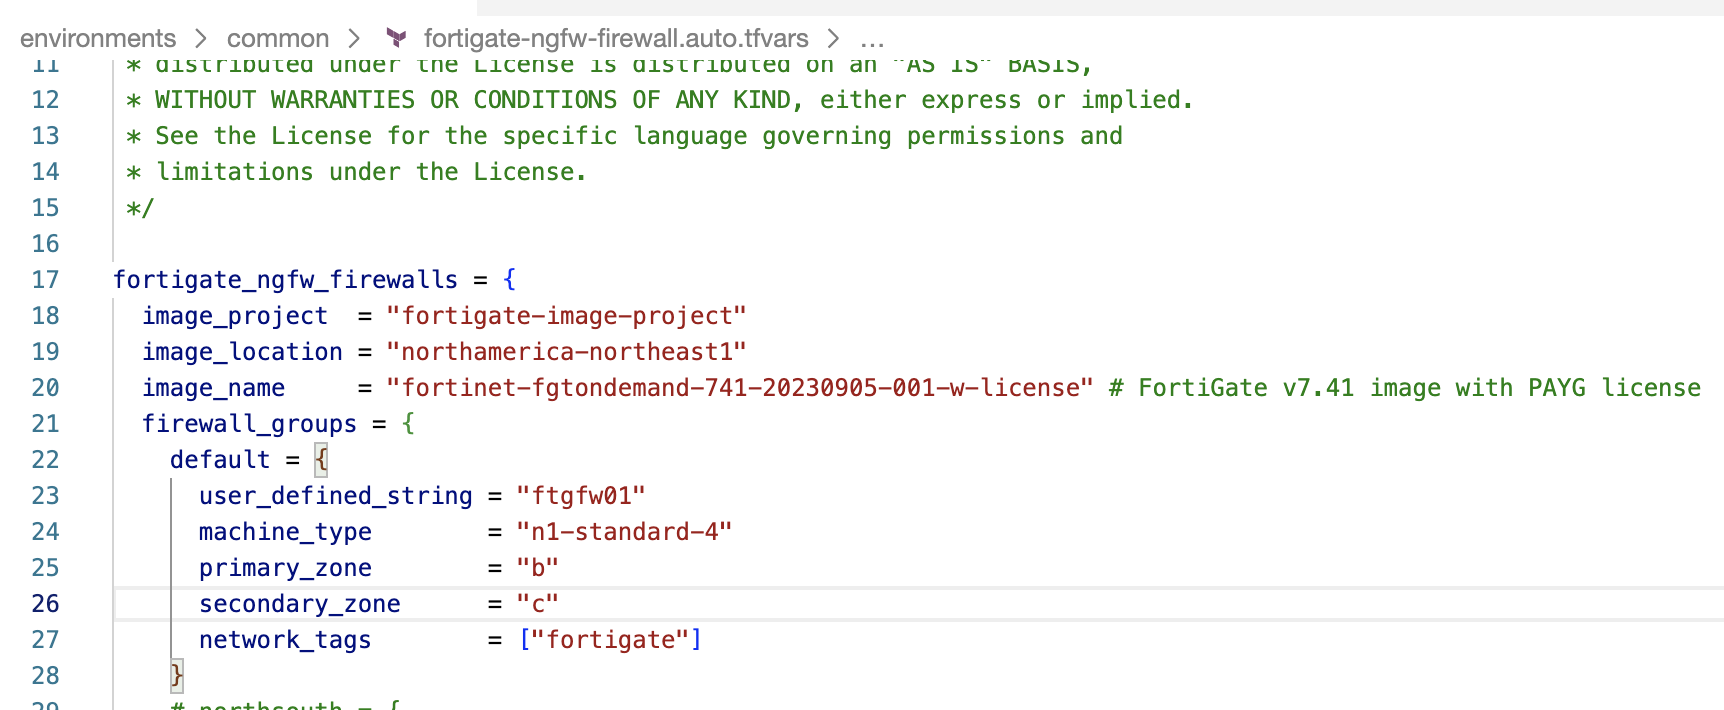 environments > common > fortigate-ngfw-firewall.auto.tfvars > ...
11 * distributed under the License is distributed on an "AS IS" BASIS,
12 * WITHOUT WARRANTIES OR CONDITIONS OF ANY KIND, either express or implied.
13 * See the License for the specific language governing permissions and
14 * limitations under the License.
15 */
16
17 fortigate_ngfw_firewalls = {
18 image_project = "fortigate-image-project"
19 image_location = "northamerica-northeast1"
20 image_name = "fortinet-fgtondemand-741-20230905-001-w-license" # FortiGate v7.41 image with PAYG license
21 firewall_groups = {
22 default = {
23 user_defined_string = "ftgfw01"
24 machine_type = "n1-standard-4"
25 primary_zone = "b"
26 secondary_zone = "c"
27 network_tags = ["fortigate"]
28 }
29 # northsouth = {